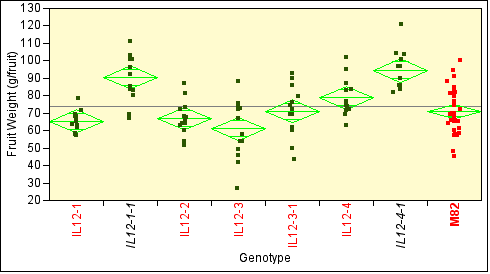 Fruit Weight (g/fruit)
130
120
110
100
90
80
70
60
50
40
30
20
IL12-1
IL12-1-1
IL12-2
IL12-3
IL12-3-1
IL12-4
IL12-4-1
M82
Genotype